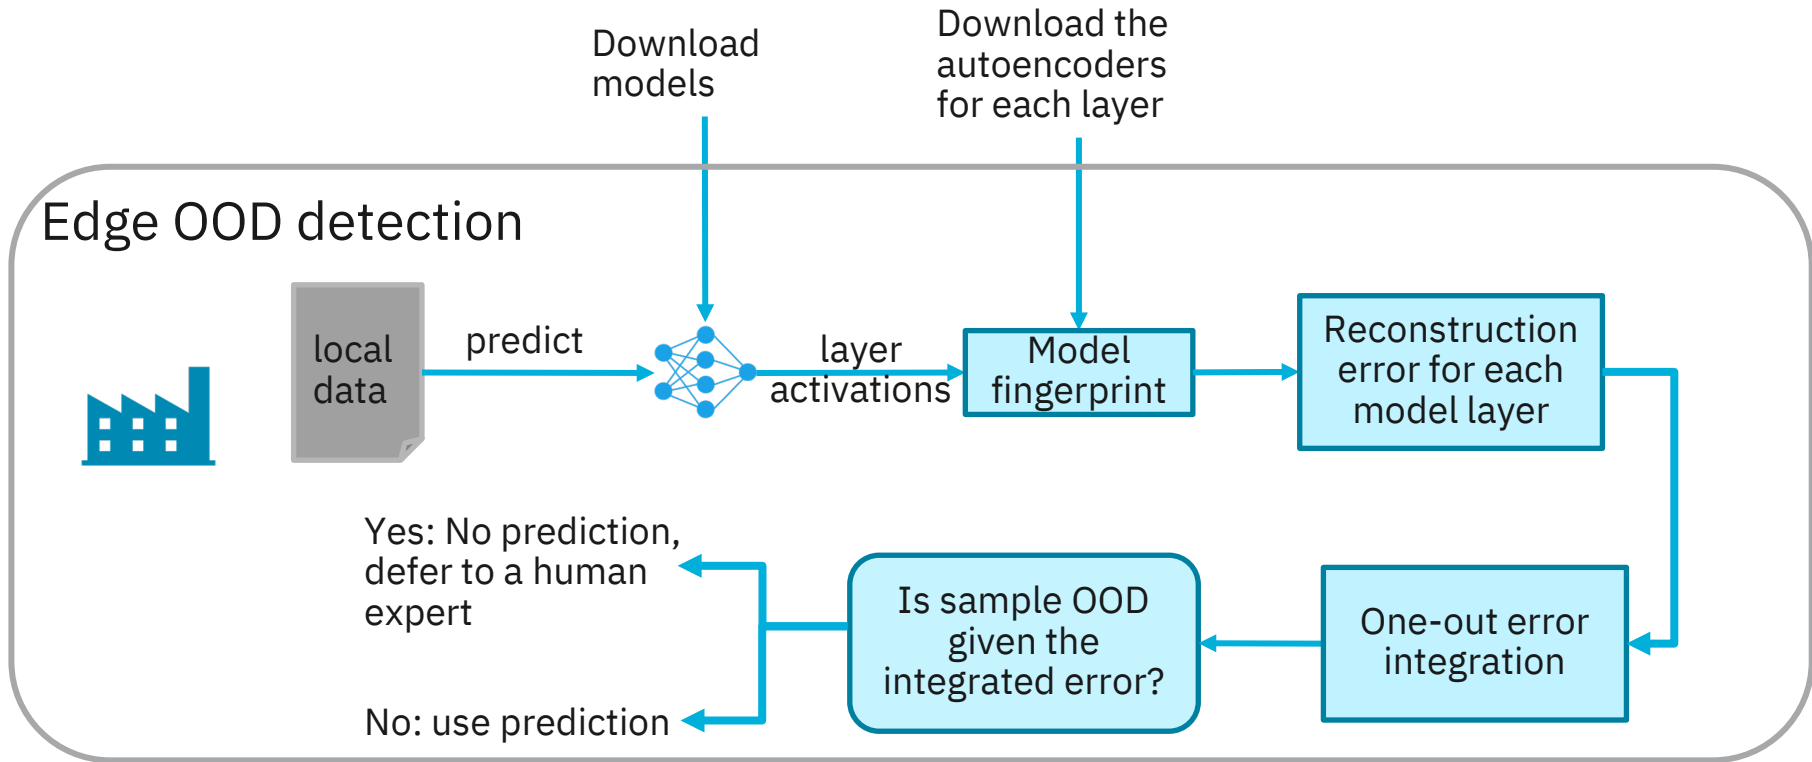 Download
models
Download the
autoencoders
for each layer
Edge OOD detection
local
data
predict
layer
activations
Model
fingerprint
Reconstruction
error for each
model layer
Yes: No prediction,
defer to a human
expert
No: use prediction
Is sample OOD
given the
integrated error?
One-out error
integration